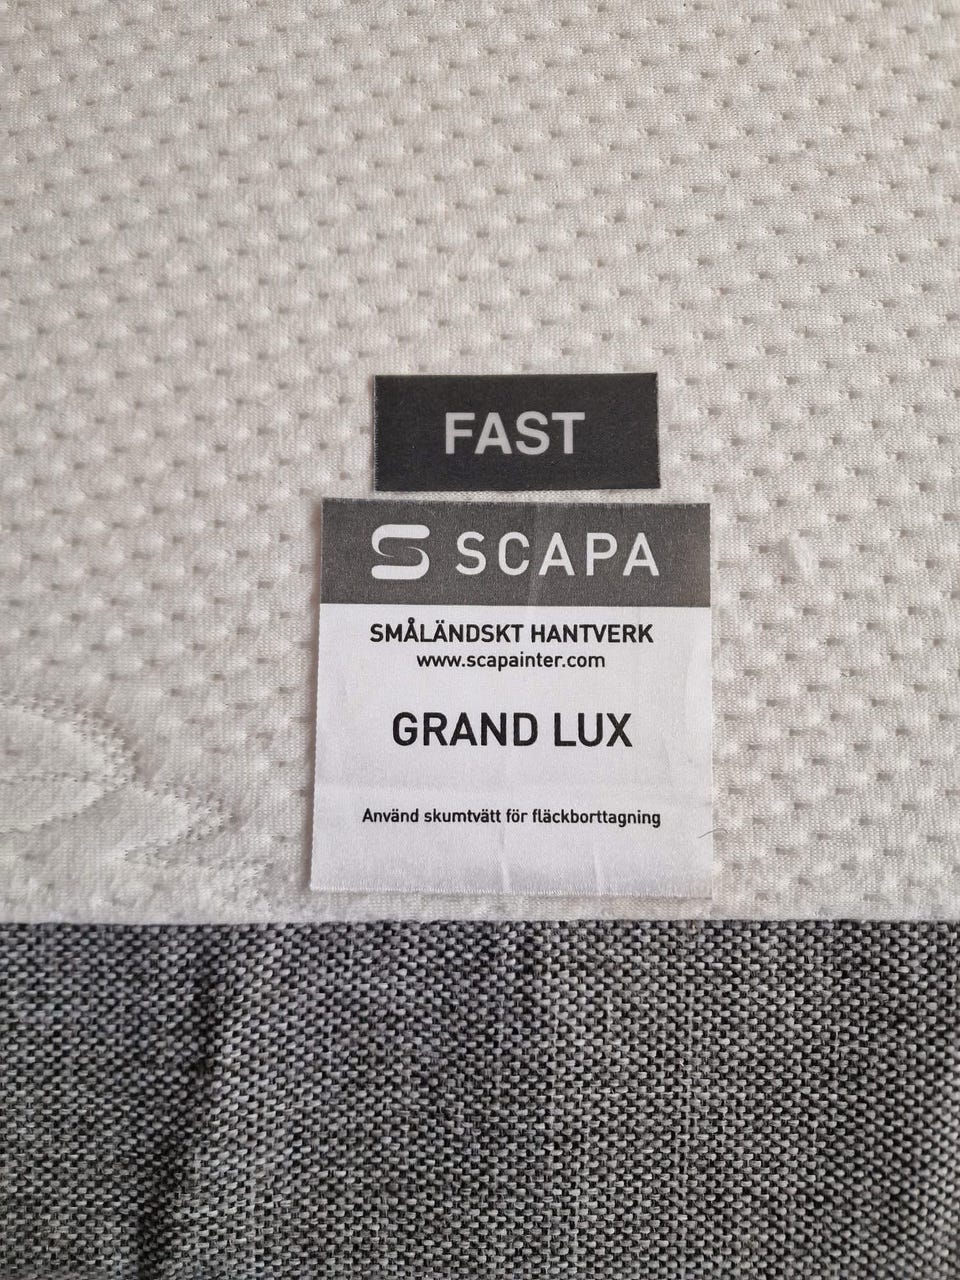 FAST
SCAPA
SMÅLÄNDSKT HANTVERK
www.scapainter.com
GRAND LUX
Använd skumtvätt för fläckborttagning